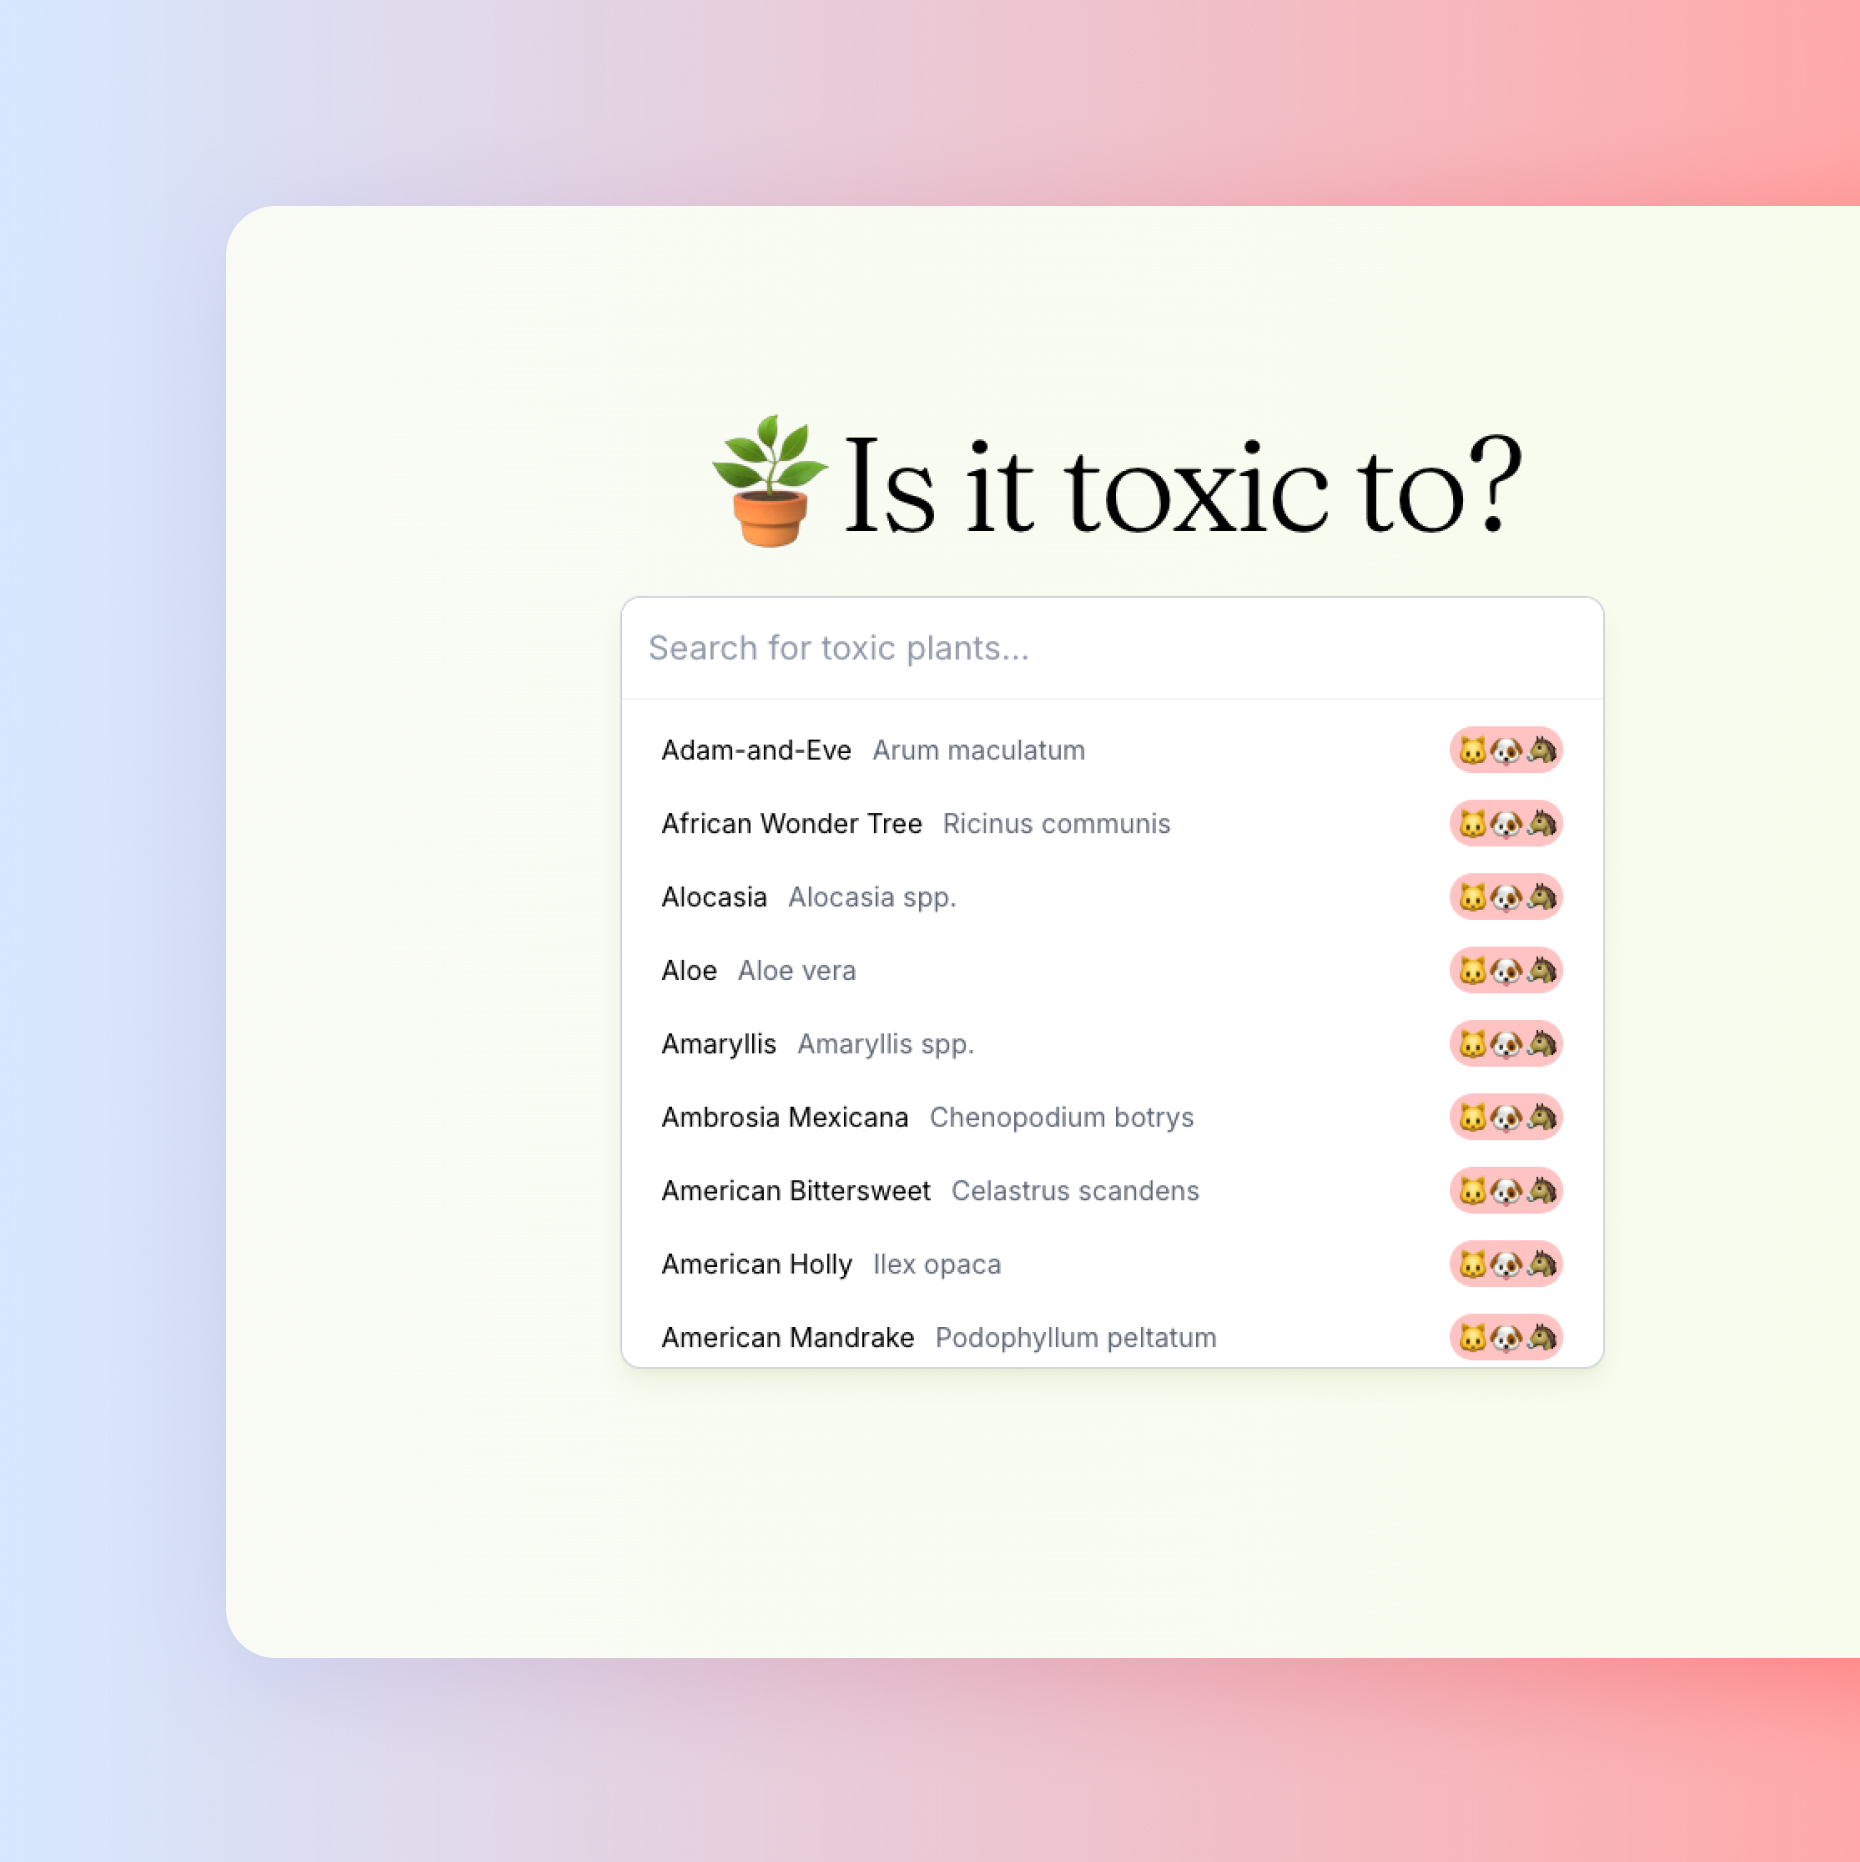 Is it toxic to?
Search for toxic plants...
Adam-and-Eve Arum maculatum
African Wonder Tree Ricinus communis
Alocasia Alocasia spp.
Aloe Aloe vera
Amaryllis Amaryllis spp.
Ambrosia Mexicana Chenopodium botrys
American Bittersweet Celastrus scandens
American Holly Ilex opaca
American Mandrake Podophyllum peltatum